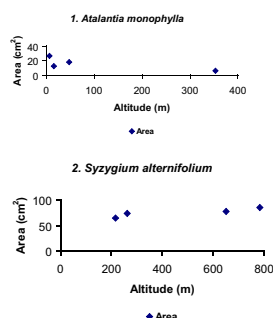 1. Atalantia monophylla
Area (cm²)
40
20
0
0 100 200 300 400
Altitude (m)
Area
2. Syzygium alternifolium
Area (cm²)
100
50
0
0 200 400 600 800
Altitude (m)
Area